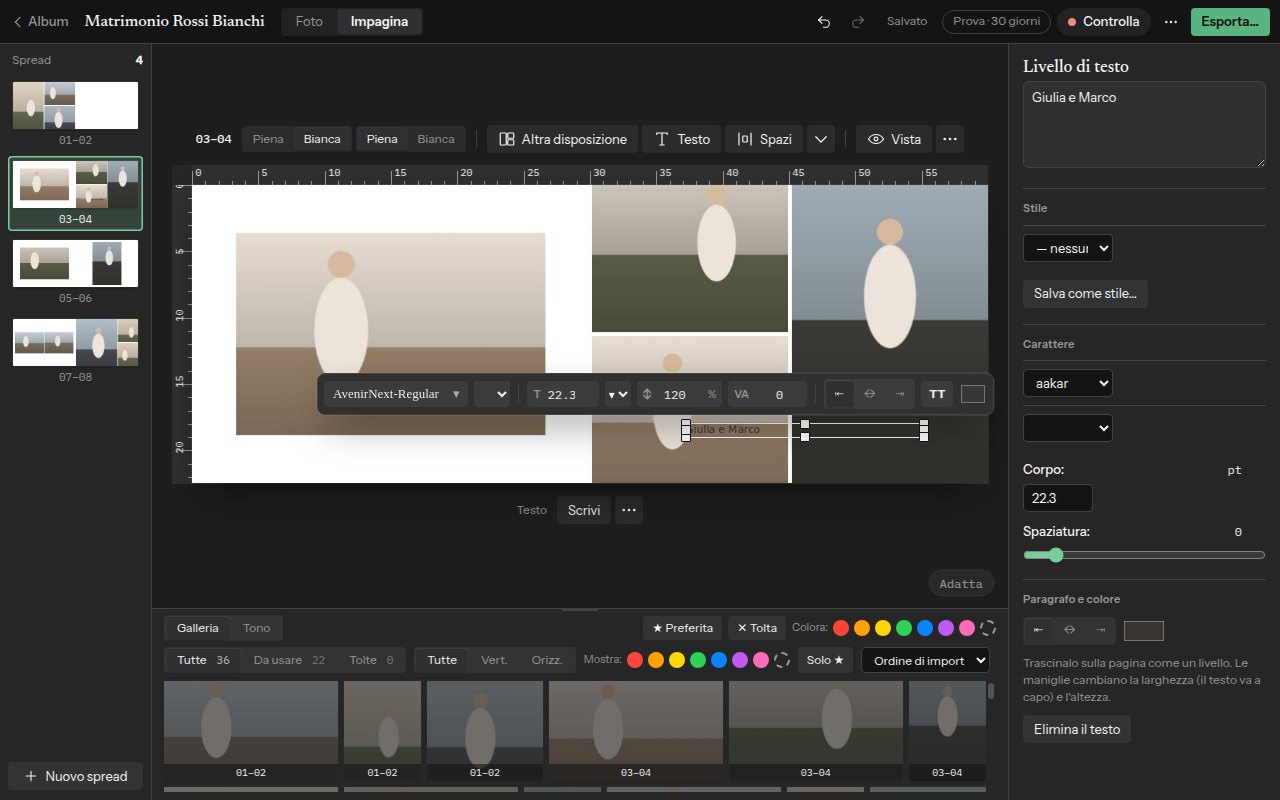 Album
Matrimonio Rossi Bianchi
Foto
Impagina
Salvato
Prova·30 giorni
Controlla
Esporta…
Spread 4
01–02
03–04
05–06
07–08
Nuovo spread
03–04
Piena Bianca
Piena Bianca
Altra disposizione
Testo
Spazi
Vista
0 5 10 15 20 25 30 35 40 45 50 55
0
5
10
15
20
AvenirNext-Regular
T 22.3
120 %
VA 0
TT
Giulia e Marco
Testo
Scrivi
Adatta
Galleria Tono
★ Preferita
✕ Tolta
Colora:
Tutte 36
Da usare 22
Tolte 0
Tutte Vert. Orizz.
Mostra:
Solo ★
Ordine di import
01–02
01–02
01–02
03–04
03–04
03–04
Livello di testo
Giulia e Marco
Stile
Salva come stile…
Carattere
aakar
Corpo: pt
22.3
Spaziatura: 0
Paragrafo e colore
Trascinalo sulla pagina come un livello. Le
maniglie cambiano la larghezza (il testo va a
capo) e l'altezza.
Elimina il testo